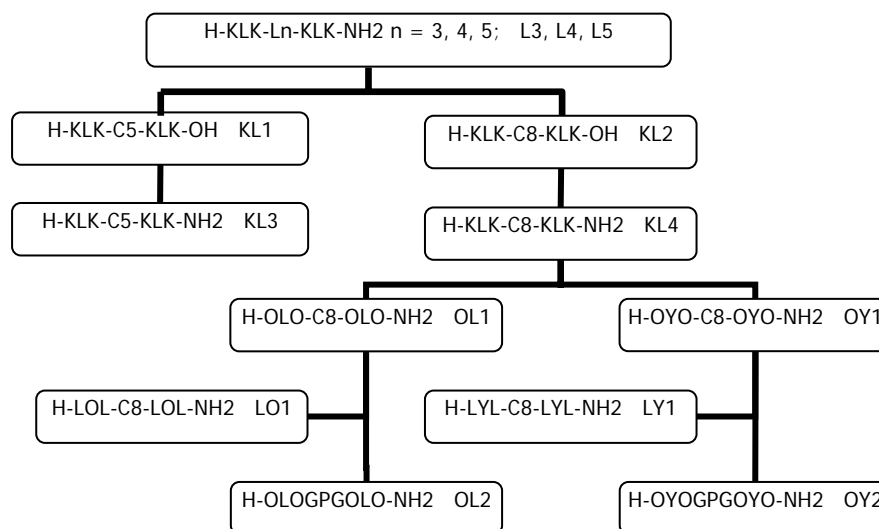 H-KLK-Ln-KLK-NH2 n = 3, 4, 5; L3, L4, L5
H-KLK-C5-KLK-OH KL1
H-KLK-C8-KLK-OH KL2
H-KLK-C5-KLK-NH2 KL3
H-KLK-C8-KLK-NH2 KL4
H-OLO-C8-OLO-NH2 OL1
H-OYO-C8-OYO-NH2 OY1
H-LOL-C8-LOL-NH2 LO1
H-LYL-C8-LYL-NH2 LY1
H-OLOGPGOLO-NH2 OL2
H-OYOGPGOYO-NH2 OY2